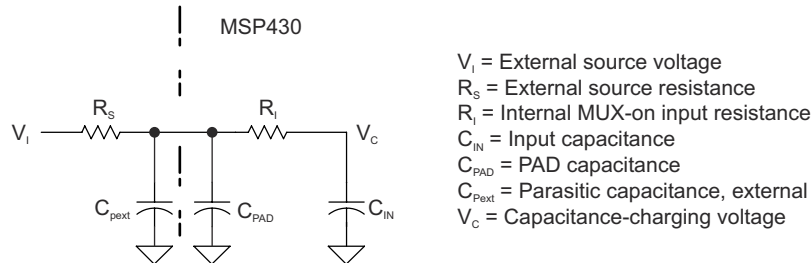 MSP430
V_I
R_S
R_I
V_C
C_pext
C_PAD
C_IN
V_I = External source voltage
R_S = External source resistance
R_I = Internal MUX-on input resistance
C_IN = Input capacitance
C_PAD = PAD capacitance
C_Pext = Parasitic capacitance, external
V_C = Capacitance-charging voltage